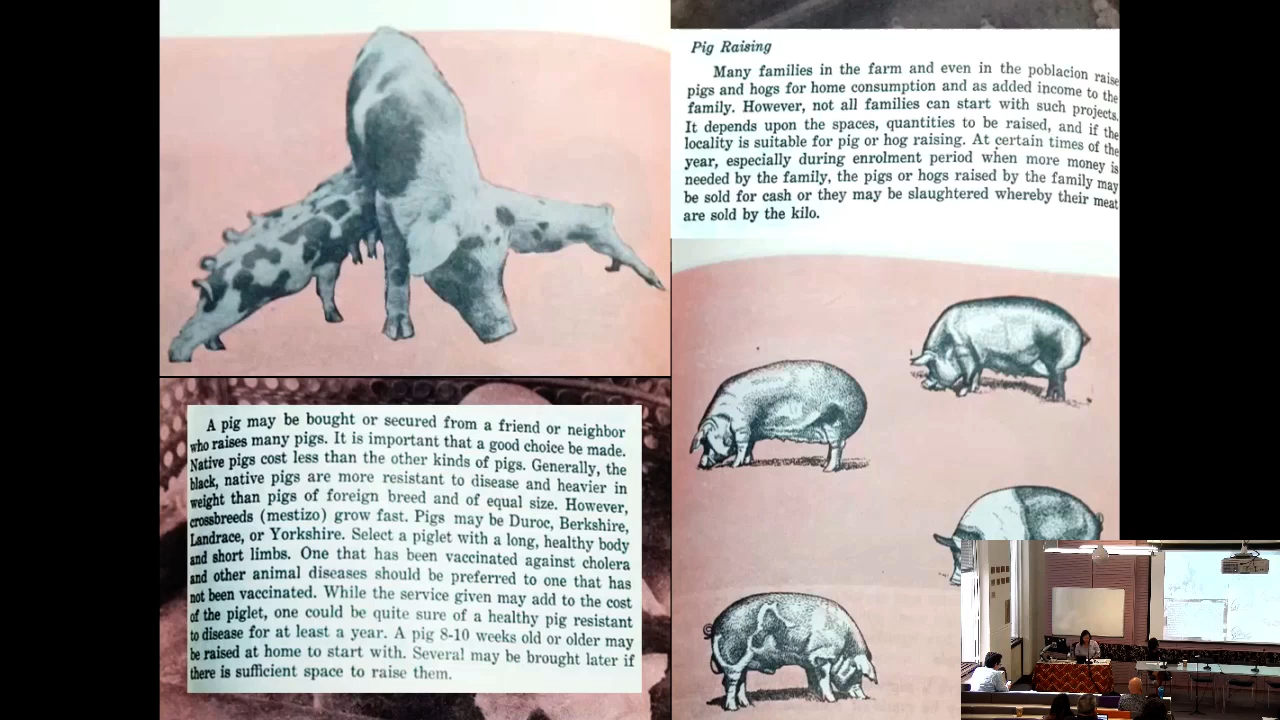 Pig Raising
Many families in the farm and even in the poblacion raise
pigs and hogs for home consumption and as added income to the
family. However, not all families can start with such projects.
It depends upon the spaces, quantities to be raised, and if the
locality is suitable for pig or hog raising. At certain times of the
year, especially during enrolment period when more money is
needed by the family, the pigs or hogs raised by the family may
be sold for cash or they may be slaughtered whereby their meat
are sold by the kilo.
A pig may be bought or secured from a friend or neighbor
who raises many pigs. It is important that a good choice be made.
Native pigs cost less than the other kinds of pigs. Generally, the
black, native pigs are more resistant to disease and heavier in
weight than pigs of foreign breed and of equal size. However,
crossbreeds (mestizo) grow fast. Pigs may be Duroc, Berkshire,
Landrace, or Yorkshire. Select a piglet with a long, healthy body
and short limbs. One that has been vaccinated against cholera
and other animal diseases should be preferred to one that has
not been vaccinated. While the service given may add to the cost
of the piglet, one could be quite sure of a healthy pig resistant
to disease for at least a year. A pig 8-10 weeks old or older may
be raised at home to start with. Several may be brought later if
there is sufficient space to raise them.